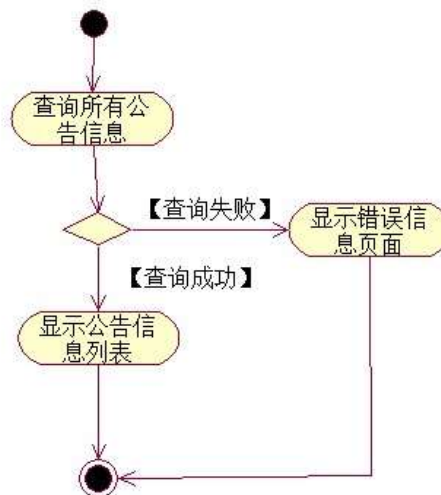 查询所有公
告信息
【查询失败】
显示错误信
息页面
【查询成功】
显示公告信
息列表